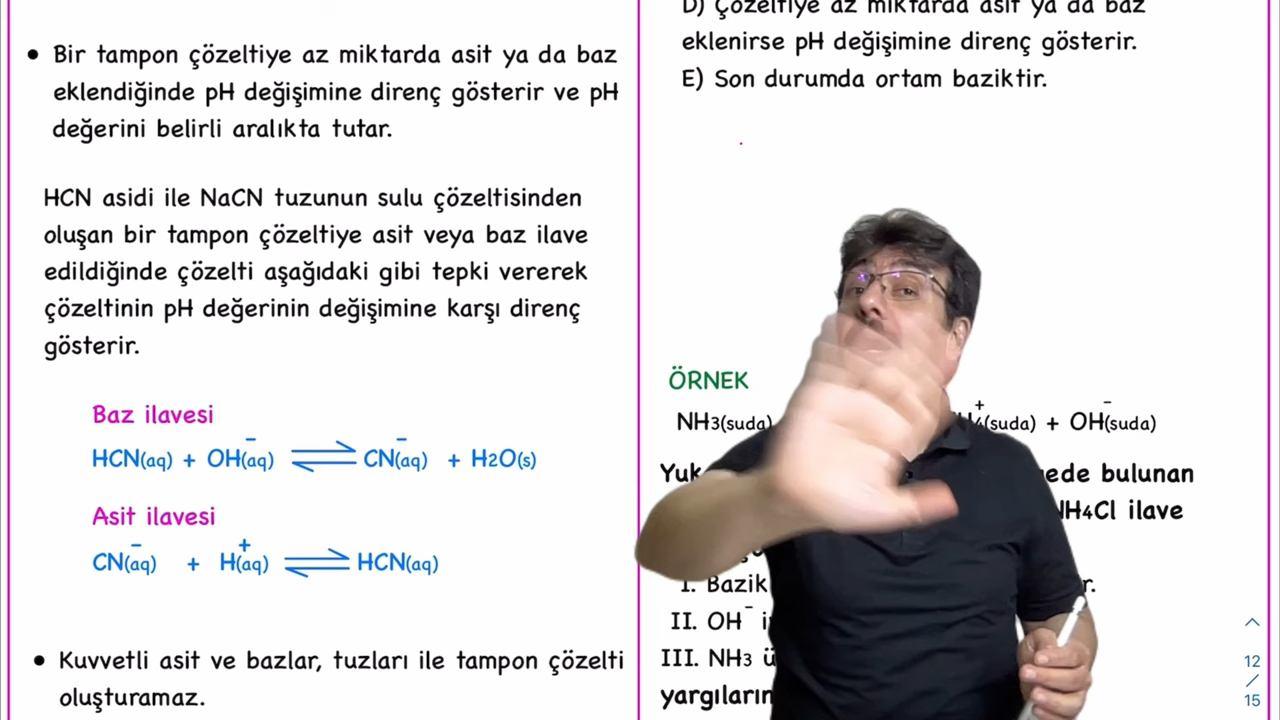 • Bir tampon çözeltiye az miktarda asit ya da baz
eklendiğinde pH değişimine direnç gösterir ve pH
değerini belirli aralıkta tutar.
HCN asidi ile NaCN tuzunun sulu çözeltisinden
oluşan bir tampon çözeltiye asit veya baz ilave
edildiğinde çözelti aşağıdaki gibi tepki vererek
çözeltinin pH değerinin değişimine karşı direnç
gösterir.
Baz ilavesi
HCN(aq) + OH⁻(aq) ⇌ CN⁻(aq) + H2O(s)
Asit ilavesi
CN⁻(aq) + H⁺(aq) ⇌ HCN(aq)
• Kuvvetli asit ve bazlar, tuzları ile tampon çözelti
oluşturamaz.
D) Çözeltiye az miktarda asit ya da baz
eklenirse pH değişimine direnç gösterir.
E) Son durumda ortam baziktir.
ÖRNEK
NH3(suda) (suda) + OH⁻(suda)
bulunan
NH4Cl ilave
I. Bazik
II. OH⁻
III. NH3
12
/
15